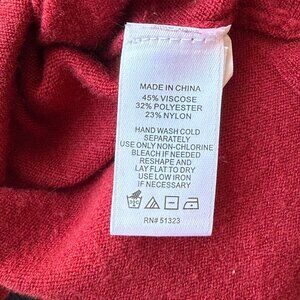 MADE IN CHINA
45% VISCOSE
32% POLYESTER
23% NYLON
HAND WASH COLD
SEPARATELY
USE ONLY NON-CHLORINE
BLEACH IF NEEDED
RESHAPE AND
LAY FLAT TO DRY
USE LOW IRON
IF NECESSARY
RN# 51323